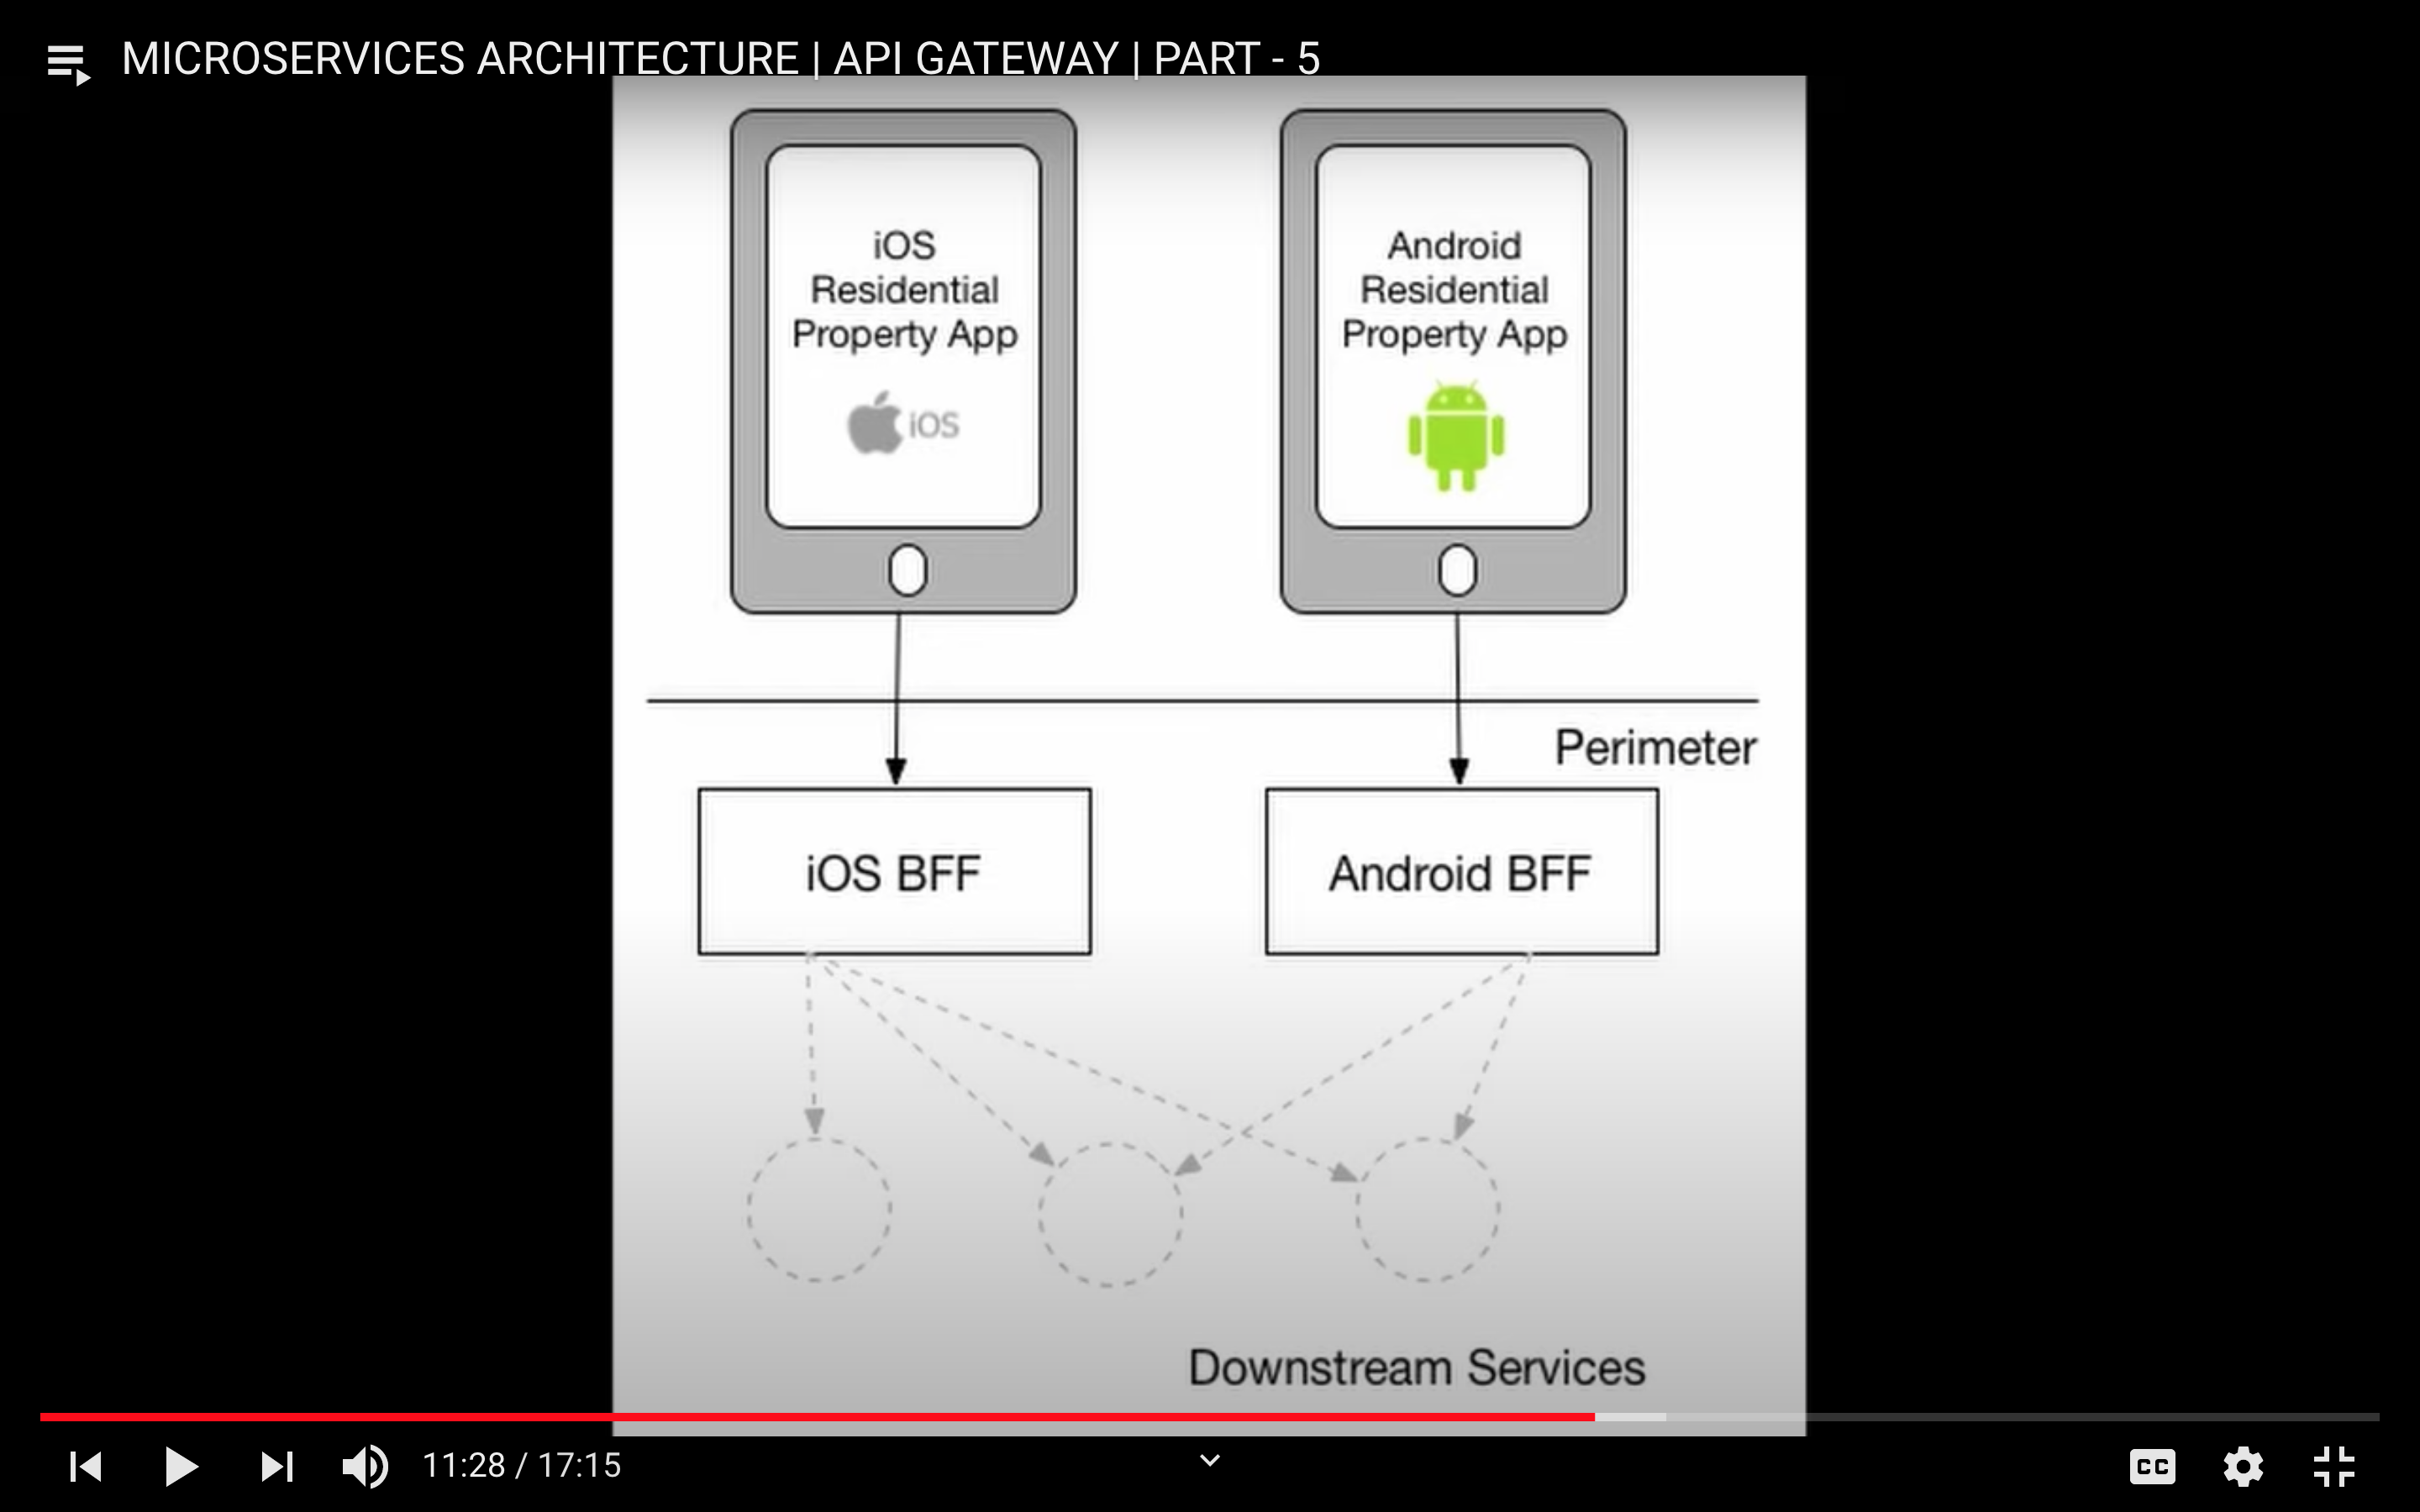 MICROSERVICES ARCHITECTURE | API GATEWAY | PART - 5
iOS
Residential
Property App
iOS
Android
Residential
Property App
Perimeter
iOS BFF
Android BFF
Downstream Services
11:28 / 17:15
CC